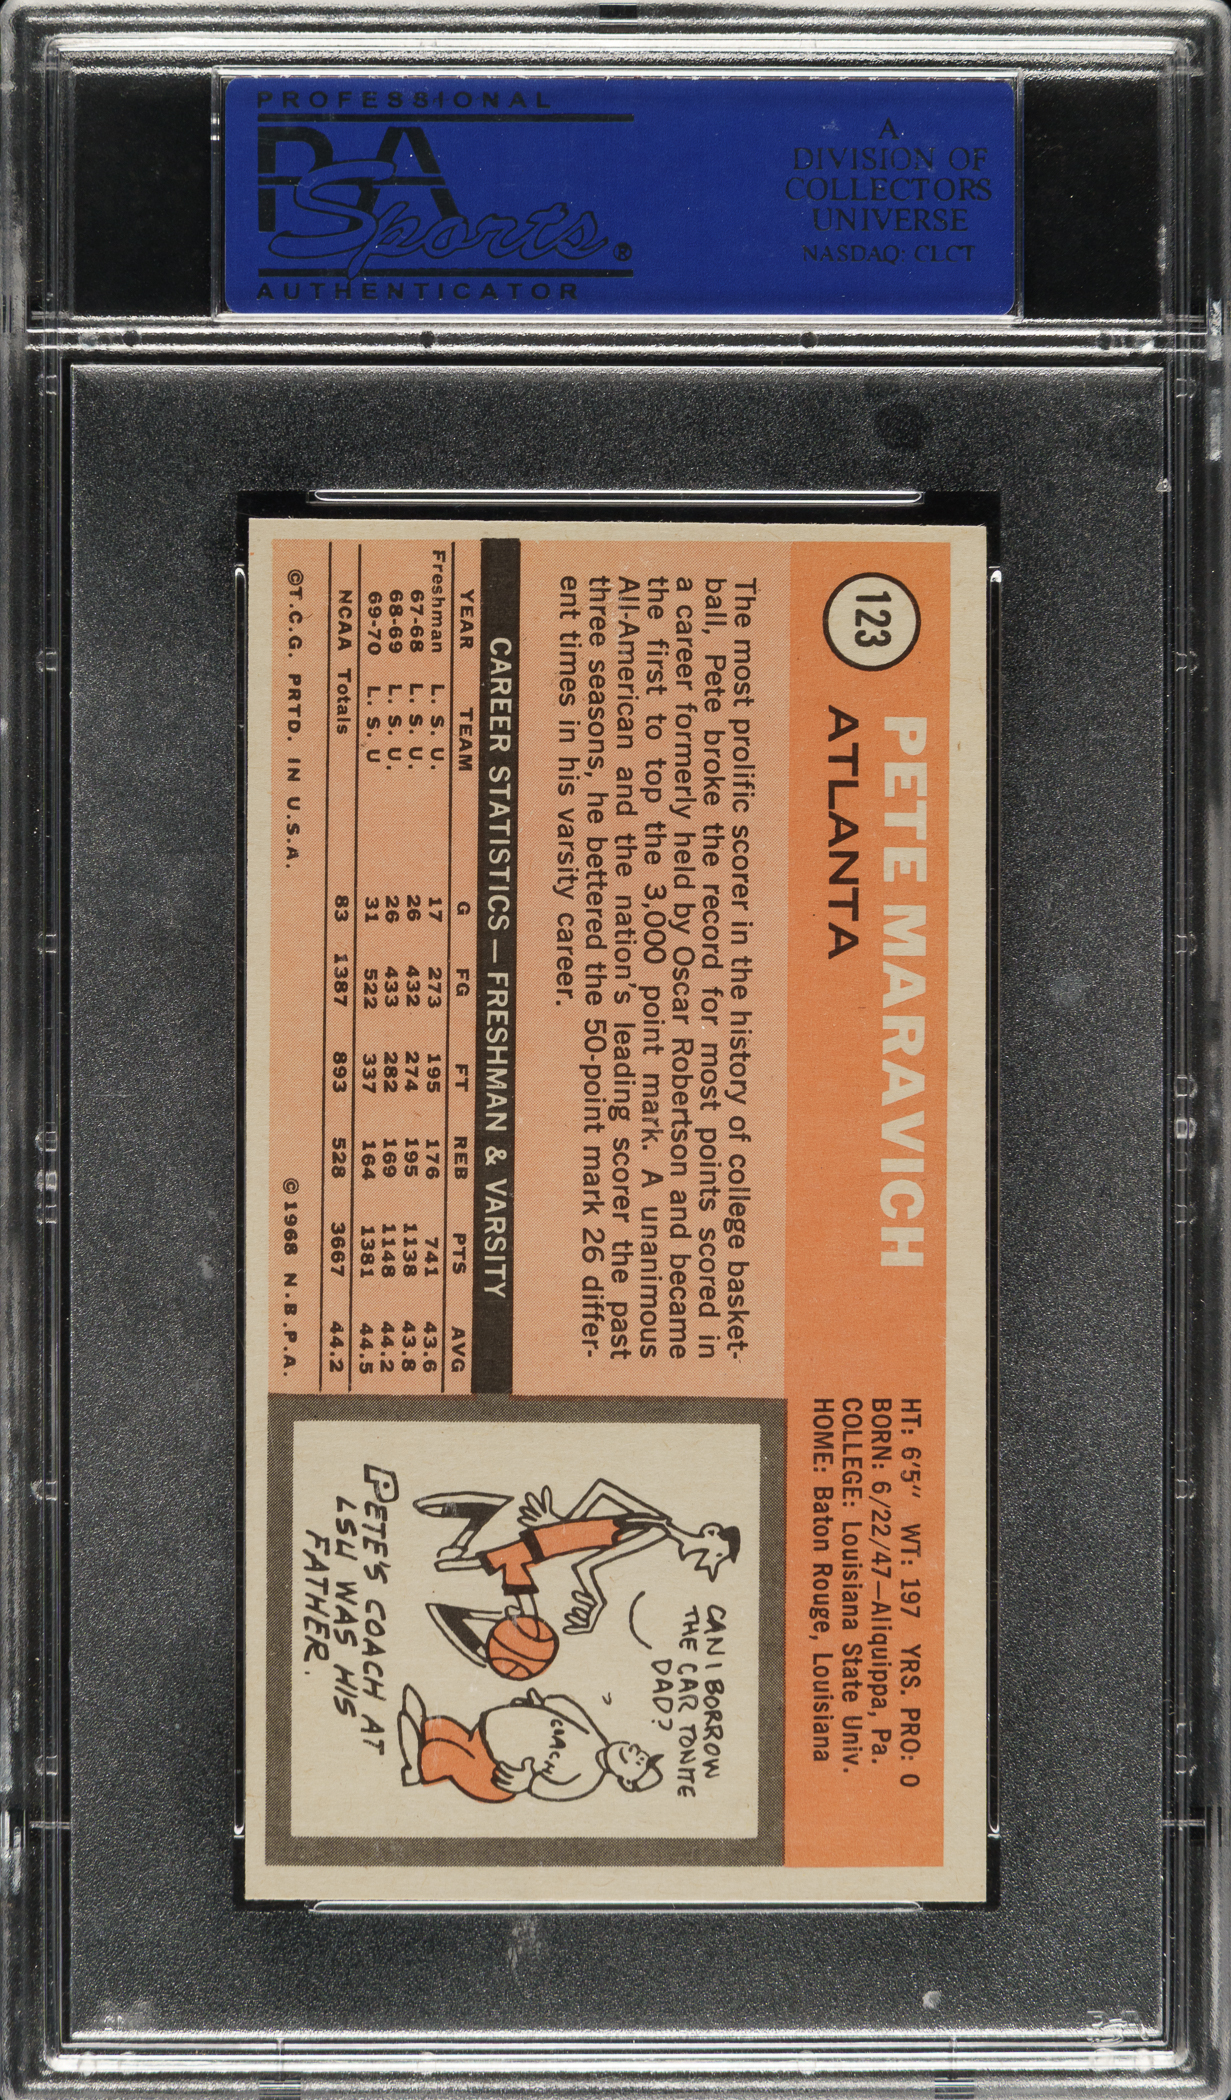 PROFESSIONAL
PSA
Sports®
AUTHENTICATOR
A
DIVISION OF
COLLECTORS
UNIVERSE
NASDAQ: CLCT
123
PETE MARAVICH
ATLANTA
HT: 6'5" WT: 197 YRS. PRO: 0
BORN: 6/22/47—Aliquippa, Pa.
COLLEGE: Louisiana State Univ.
HOME: Baton Rouge, Louisiana
The most prolific scorer in the history of college basket-
ball, Pete broke the record for most points scored in
a career formerly held by Oscar Robertson and became
the first to top the 3,000 point mark. A unanimous
All-American and the nation's leading scorer the past
three seasons, he bettered the 50-point mark 26 differ-
ent times in his varsity career.
CAREER STATISTICS—FRESHMAN & VARSITY
YEAR TEAM G FG FT REB PTS AVG
Freshman L. S. U. 17 273 195 176 741 43.6
67-68 L. S. U. 26 432 274 195 1138 43.8
68-69 L. S. U. 26 433 282 169 1148 44.2
69-70 L. S. U 31 522 337 164 1381 44.5
NCAA Totals 83 1387 893 528 3667 44.2
©T.C.G. PRTD. IN U.S.A. ©1968 N.B.P.A.
CAN I BORROW
THE CAR TONITE
DAD?
COACH
PETE'S COACH AT
LSU WAS HIS
FATHER.